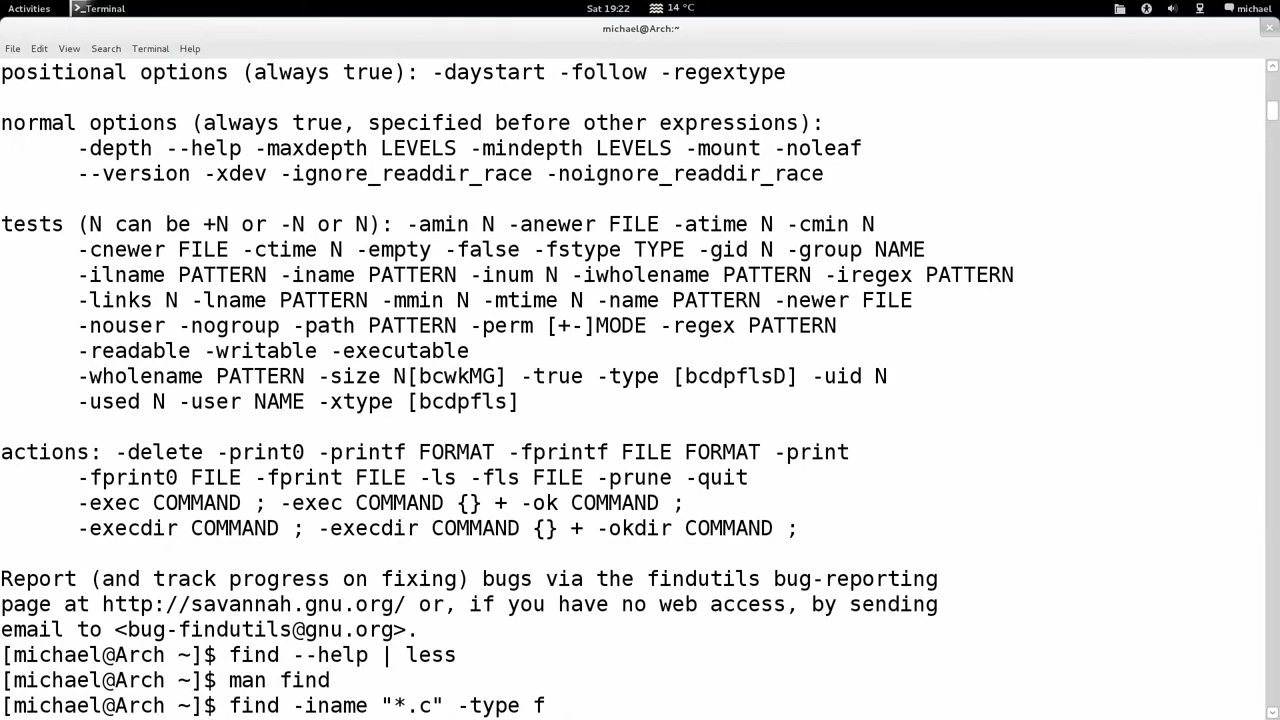 Activities Terminal Sat 19:22 14 °C michael
michael@Arch:~
File Edit View Search Terminal Help
positional options (always true): -daystart -follow -regextype
normal options (always true, specified before other expressions):
-depth --help -maxdepth LEVELS -mindepth LEVELS -mount -noleaf
--version -xdev -ignore_readdir_race -noignore_readdir_race
tests (N can be +N or -N or N): -amin N -anewer FILE -atime N -cmin N
-cnewer FILE -ctime N -empty -false -fstype TYPE -gid N -group NAME
-ilname PATTERN -iname PATTERN -inum N -iwholename PATTERN -iregex PATTERN
-links N -lname PATTERN -mmin N -mtime N -name PATTERN -newer FILE
-nouser -nogroup -path PATTERN -perm [+-]MODE -regex PATTERN
-readable -writable -executable
-wholename PATTERN -size N[bcwkMG] -true -type [bcdpflsD] -uid N
-used N -user NAME -xtype [bcdpfls]
actions: -delete -print0 -printf FORMAT -fprintf FILE FORMAT -print
-fprint0 FILE -fprint FILE -ls -fls FILE -prune -quit
-exec COMMAND ; -exec COMMAND {} + -ok COMMAND ;
-execdir COMMAND ; -execdir COMMAND {} + -okdir COMMAND ;
Report (and track progress on fixing) bugs via the findutils bug-reporting
page at http://savannah.gnu.org/ or, if you have no web access, by sending
email to <bug-findutils@gnu.org>.
[michael@Arch ~]$ find --help | less
[michael@Arch ~]$ man find
[michael@Arch ~]$ find -iname "*.c" -type f